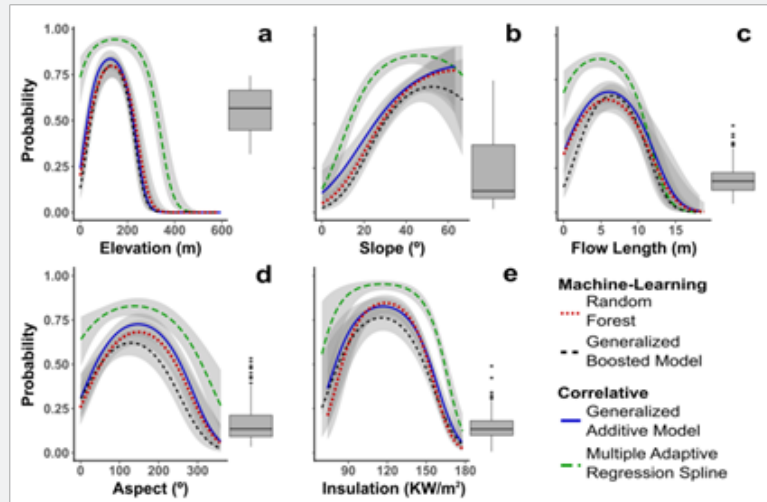 a
b
c
1.00
0.75
0.50
0.25
0.00
Probability
0 200 400 600
Elevation (m)
0 20 40 60
Slope (º)
0 5 10 15
Flow Length (m)
d
e
1.00
0.75
0.50
0.25
0.00
Probability
0 100 200 300
Aspect (º)
90 120 150 180
Insulation (KW/m²)
Machine-Learning
Random
Forest
Generalized
Boosted Model
Correlative
Generalized
Additive Model
Multiple Adaptive
Regression Spline